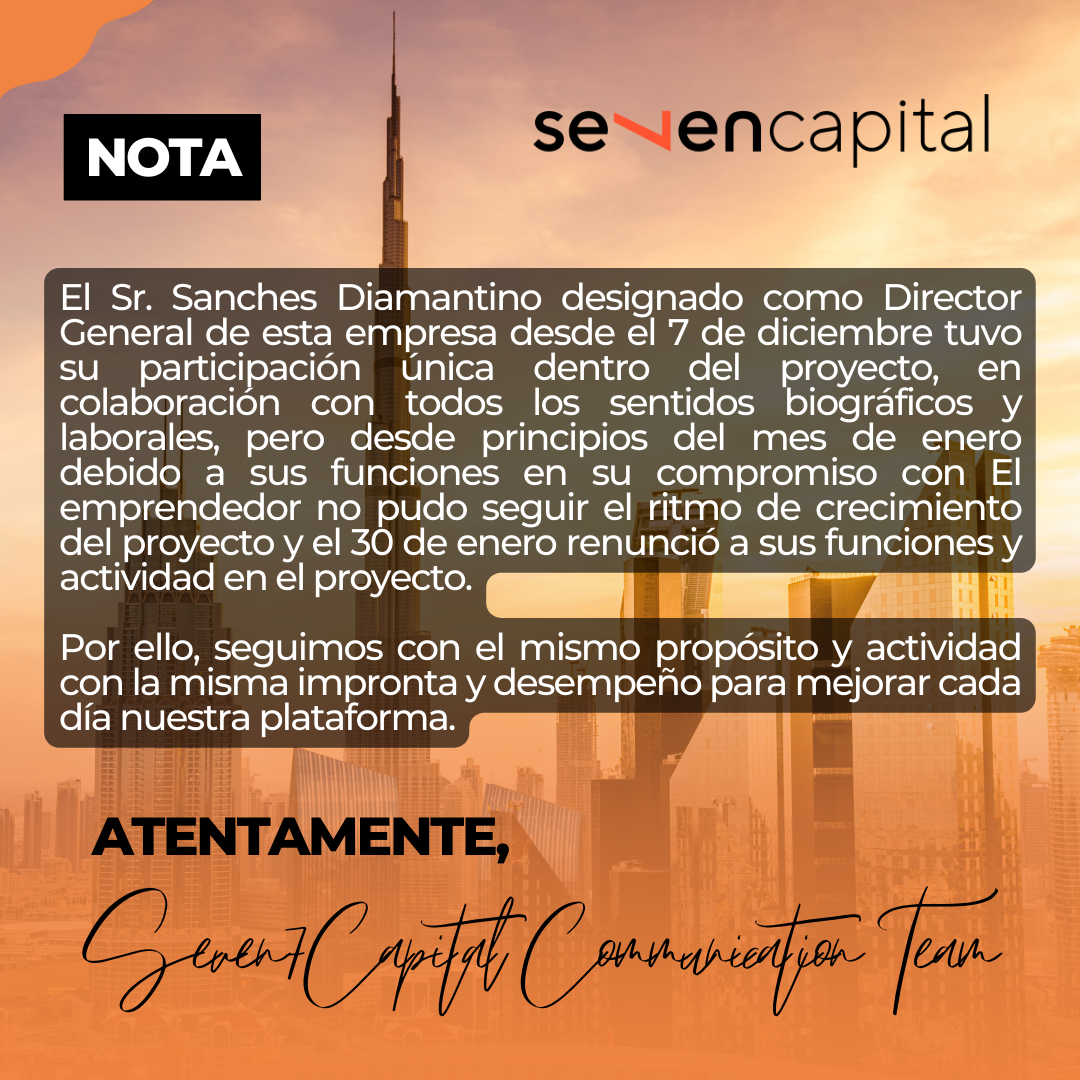 NOTA
sevencapital
El Sr. Sanches Diamantino designado como Director
General de esta empresa desde el 7 de diciembre tuvo
su participación única dentro del proyecto, en
colaboración con todos los sentidos biográficos y
laborales, pero desde principios del mes de enero
debido a sus funciones en su compromiso con El
emprendedor no pudo seguir el ritmo de crecimiento
del proyecto y el 30 de enero renunció a sus funciones y
actividad en el proyecto.
Por ello, seguimos con el mismo propósito y actividad
con la misma impronta y desempeño para mejorar cada
día nuestra plataforma.
ATENTAMENTE,
Seven7Capital Communication Team